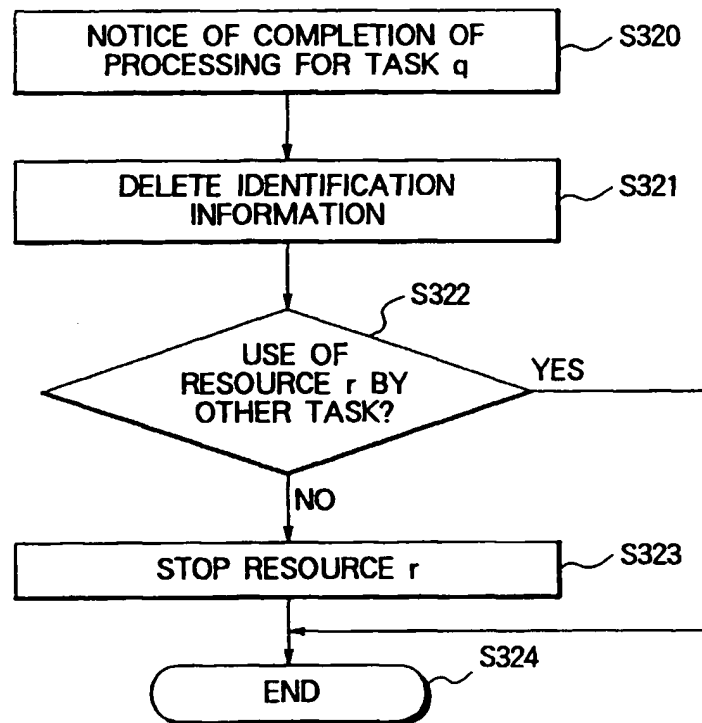 NOTICE OF COMPLETION OF
PROCESSING FOR TASK q
S320
DELETE IDENTIFICATION
INFORMATION
S321
S322
USE OF
RESOURCE r BY
OTHER TASK?
YES
NO
STOP RESOURCE r
S323
S324
END